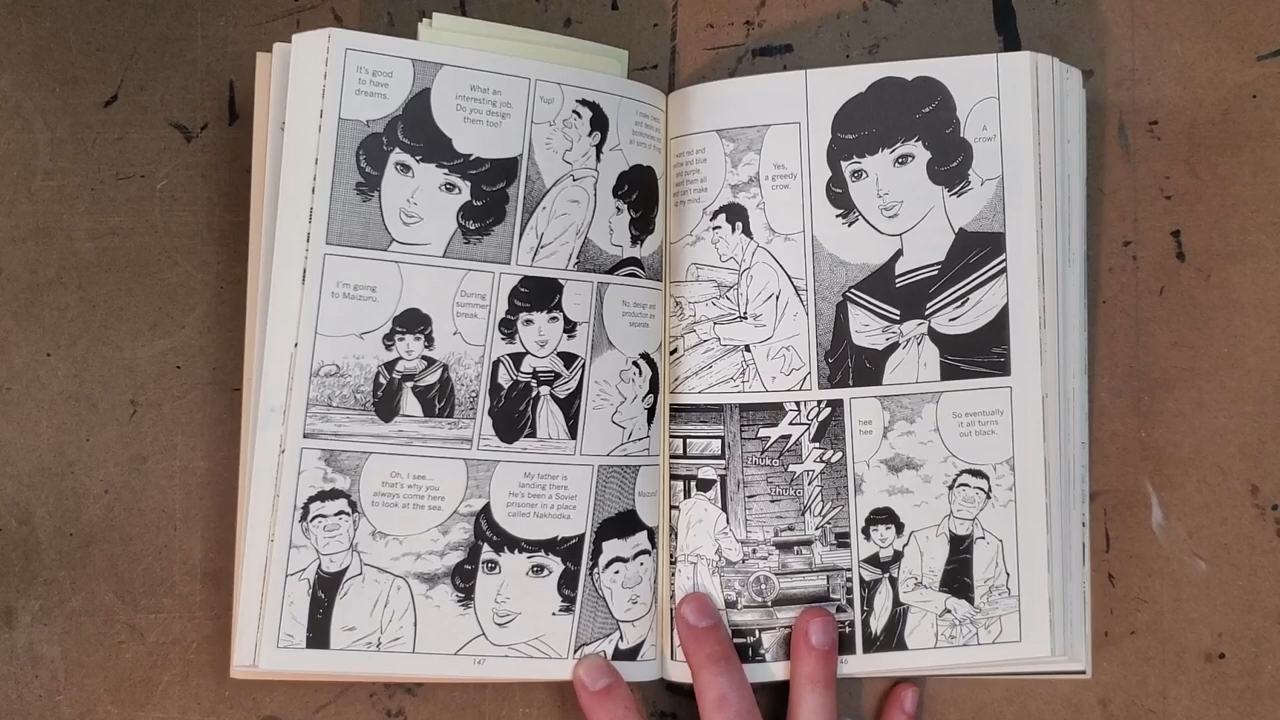 A
crow?
Yes,
a greedy
crow.
I want red and
yellow and blue
and purple,
I want them all
and can't make
up my mind...
So eventually
it all turns
out black.
hee
hee
zhuka
zhuka
46
I make chests,
and desks and
bookshelves and
all sorts of things
Yup!
What an
interesting job.
Do you design
them too?
It's good
to have
dreams.
No, design and
production are
separate.
...
During
summer
break...
I'm going
to Maizuru.
Maizuru?
My father is
landing there.
He's been a Soviet
prisoner in a place
called Nakhodka.
Oh, I see...
that's why you
always come here
to look at the sea.
147